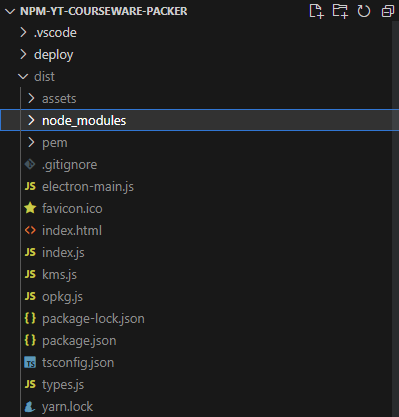 NPM-YT-COURSEWARE-PACKER
.vscode
deploy
dist
assets
node_modules
pem
.gitignore
JS electron-main.js
favicon.ico
<> index.html
JS index.js
JS kms.js
JS opkg.js
{} package-lock.json
{} package.json
TS tsconfig.json
JS types.js
yarn.lock